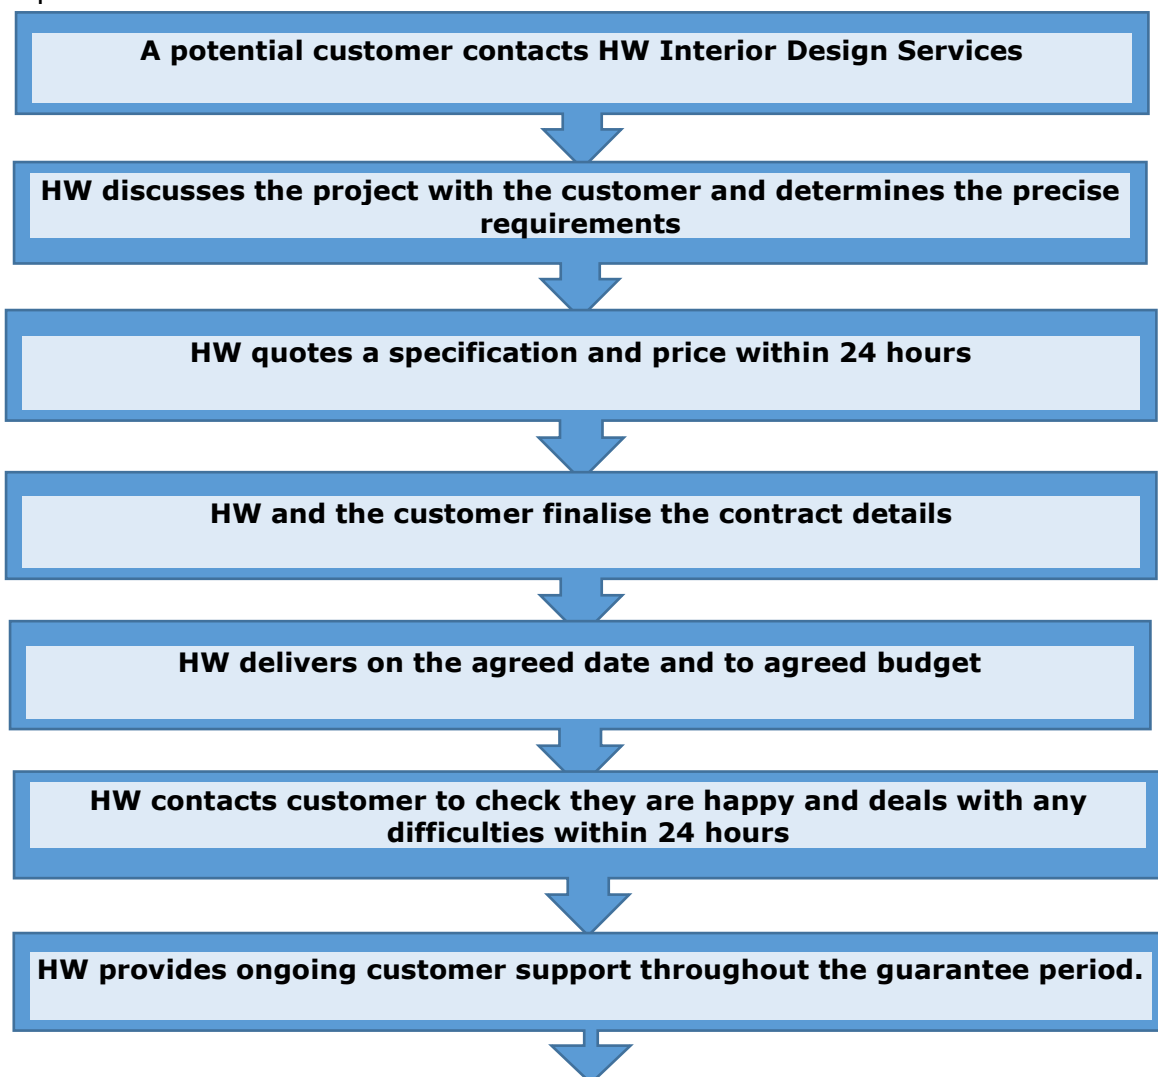 A potential customer contacts HW Interior Design Services
HW discusses the project with the customer and determines the precise
requirements
HW quotes a specification and price within 24 hours
HW and the customer finalise the contract details
HW delivers on the agreed date and to agreed budget
HW contacts customer to check they are happy and deals with any
difficulties within 24 hours
HW provides ongoing customer support throughout the guarantee period.